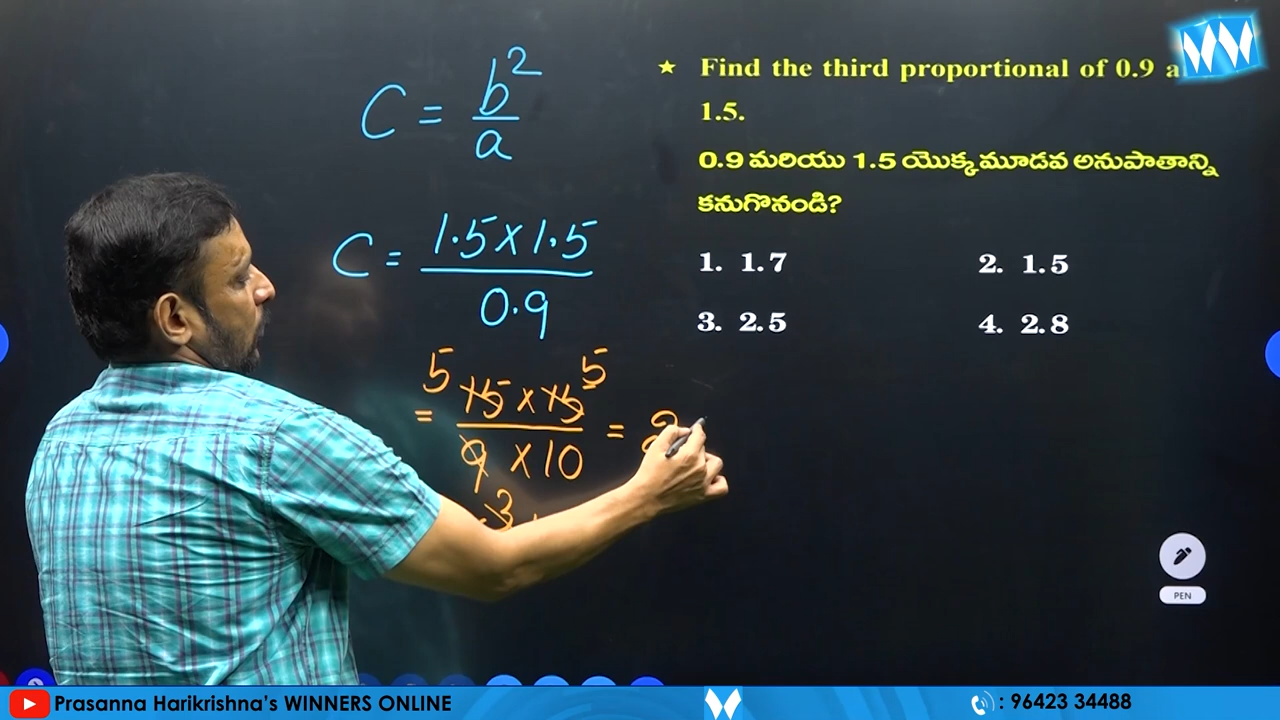 C = b²/a
C = 1.5 x 1.5 / 0.9
5 5
= 15 x 15 / 9 x 10 = 2
3
★ Find the third proportional of 0.9
1.5.
0.9 మరియు 1.5 యొక్క మూడవ అనుపాతాన్ని
కనుగొనండి?
1. 1.7 2. 1.5
3. 2.5 4. 2.8
PEN
Prasanna Harikrishna's WINNERS ONLINE
: 96423 34488